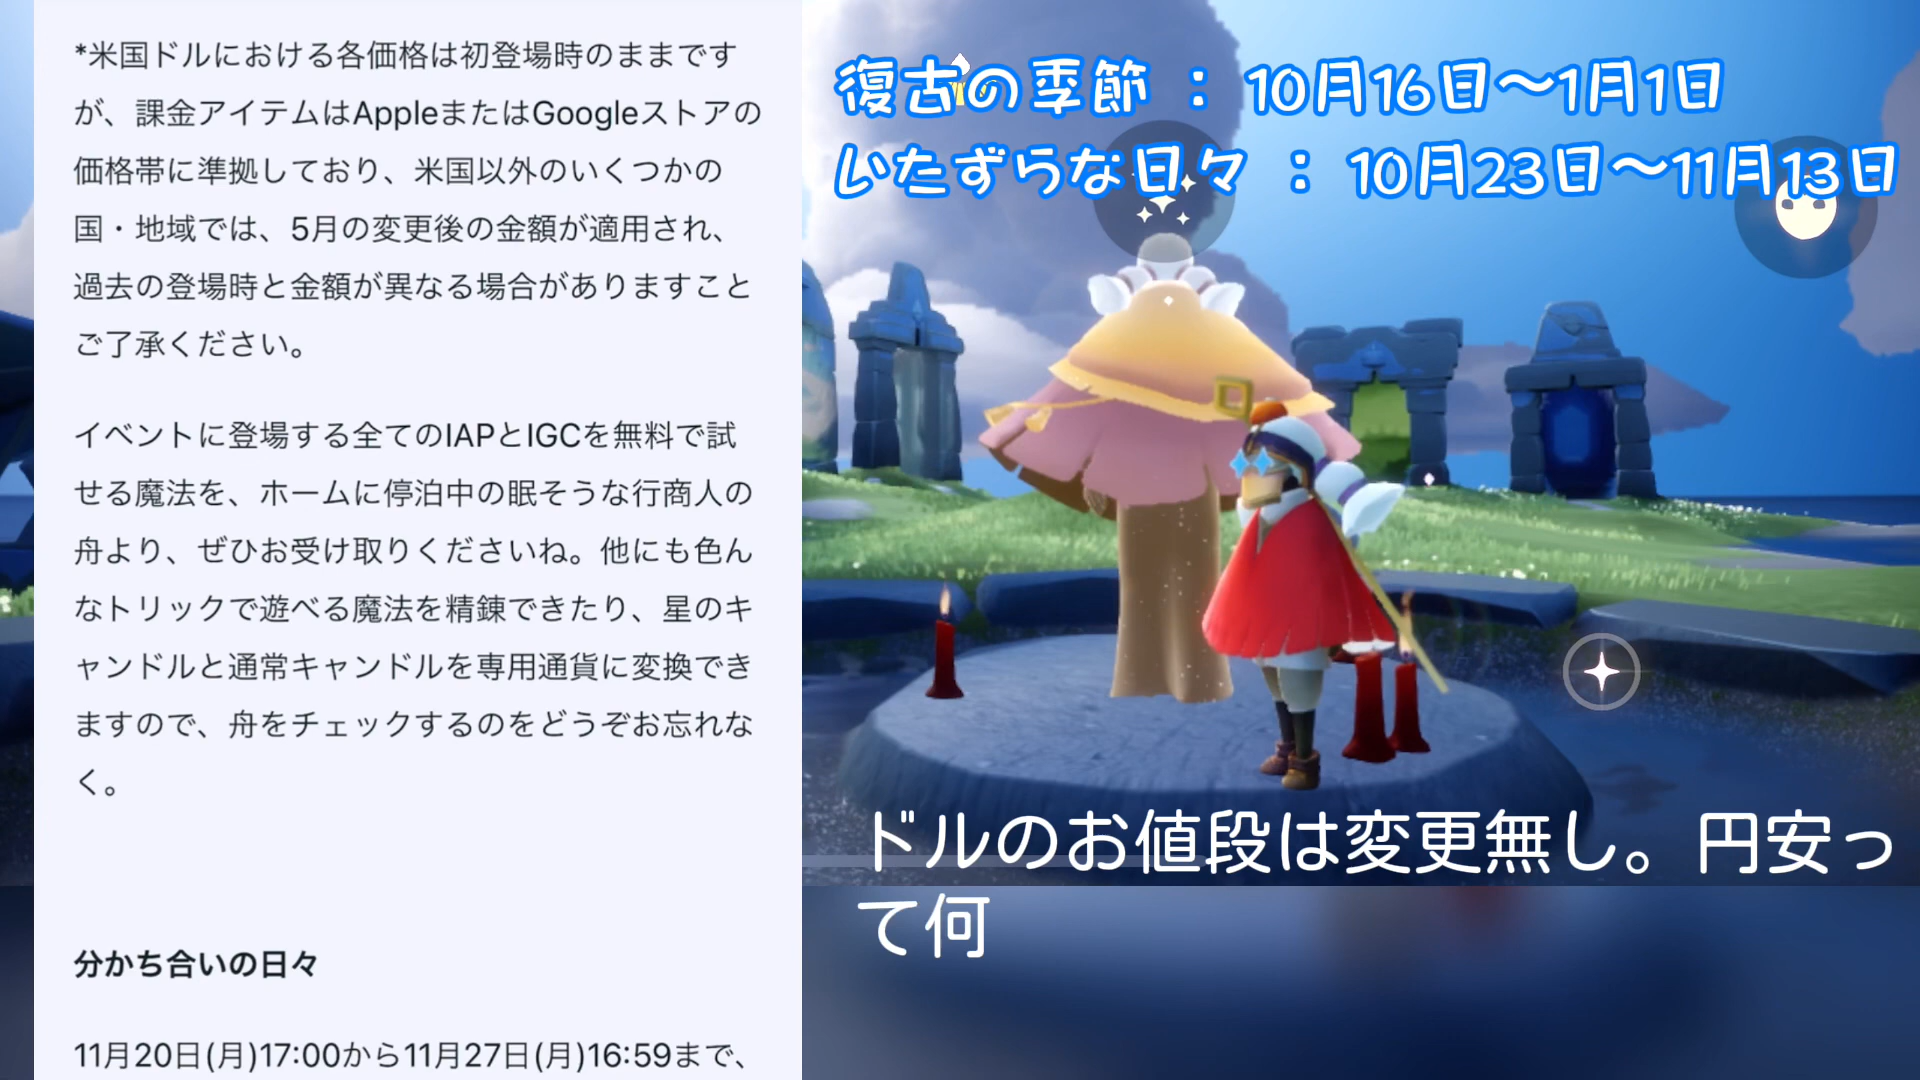 *米国ドルにおける各価格は初登場時のままです
が、課金アイテムはAppleまたはGoogleストアの
価格帯に準拠しており、米国以外のいくつかの
国・地域では、5月の変更後の金額が適用され、
過去の登場時と金額が異なる場合がありますこと
ご了承ください。
イベントに登場する全てのIAPとIGCを無料で試
せる魔法を、ホームに停泊中の眠そうな行商人の
舟より、ぜひお受け取りくださいね。他にも色ん
なトリックで遊べる魔法を精錬できたり、星のキ
ャンドルと通常キャンドルを専用通貨に変換でき
ますので、舟をチェックするのをどうぞお忘れな
く。
分かち合いの日々
11月20日(月)17:00から11月27日(月)16:59まで、
復古の季節 : 10月16日〜1月1日
いたずらな日々 : 10月23日〜11月13日
ドルのお値段は変更無し。円安っ
て何